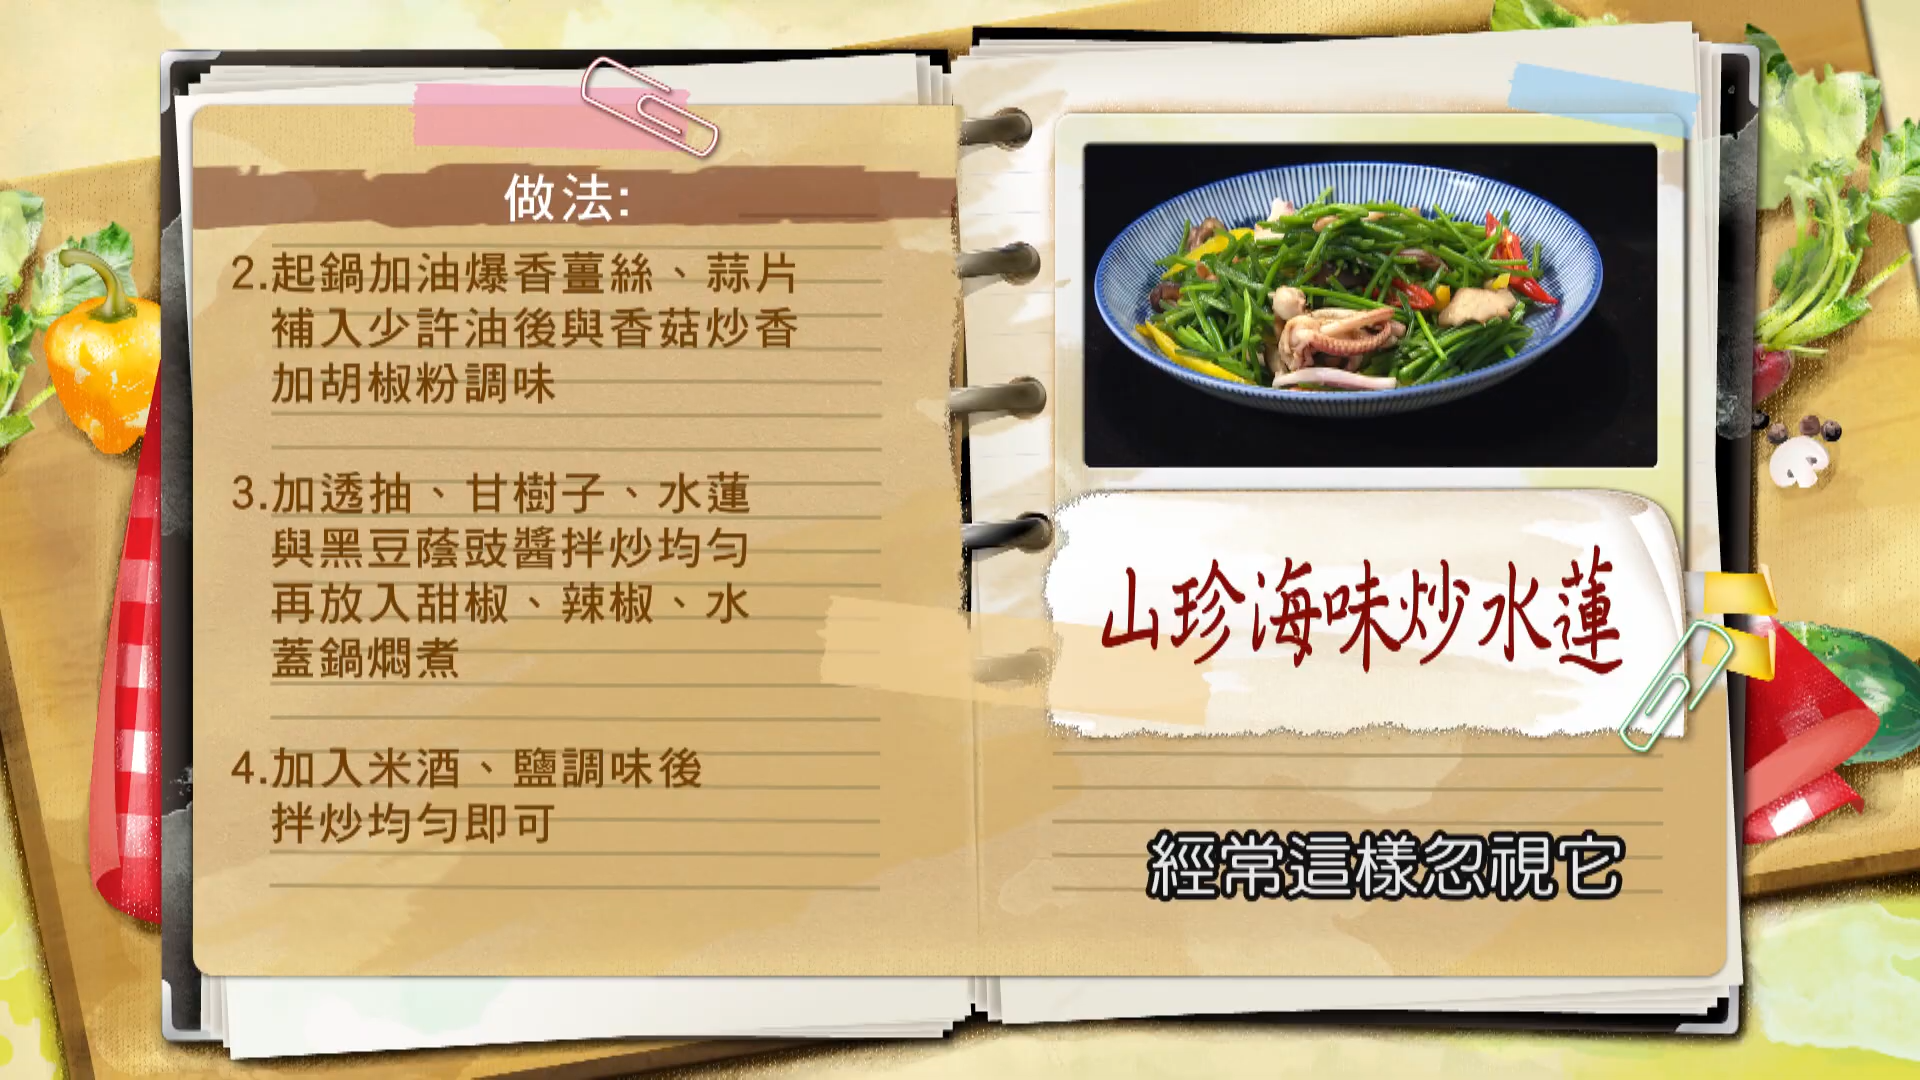 做法:
2.起鍋加油爆香薑絲、蒜片
補入少許油後與香菇炒香
加胡椒粉調味
3.加透抽、甘樹子、水蓮
與黑豆蔭豉醬拌炒均勻
再放入甜椒、辣椒、水
蓋鍋燜煮
4.加入米酒、鹽調味後
拌炒均勻即可
山珍海味炒水蓮
經常這樣忽視它